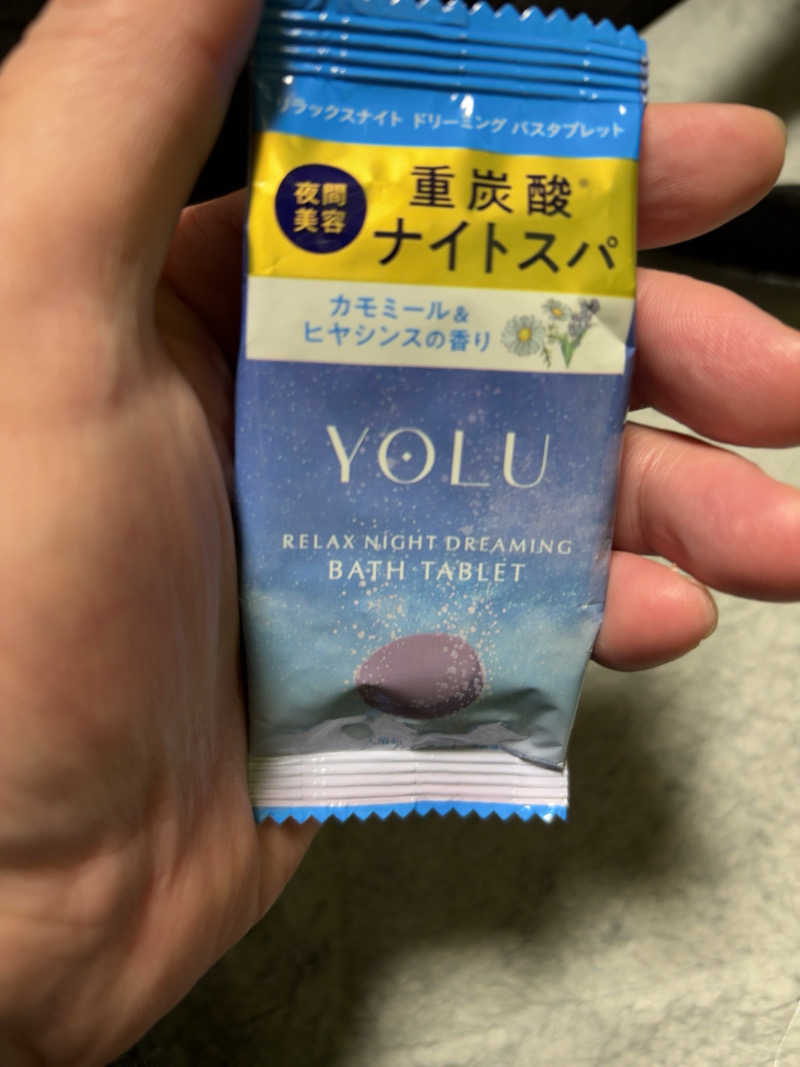 リラックスナイト ドリーミング バスタブレット
夜間
美容
重炭酸※
ナイトスパ
カモミール&
ヒヤシンスの香り
YOLU
RELAX NIGHT DREAMING
BATH TABLET